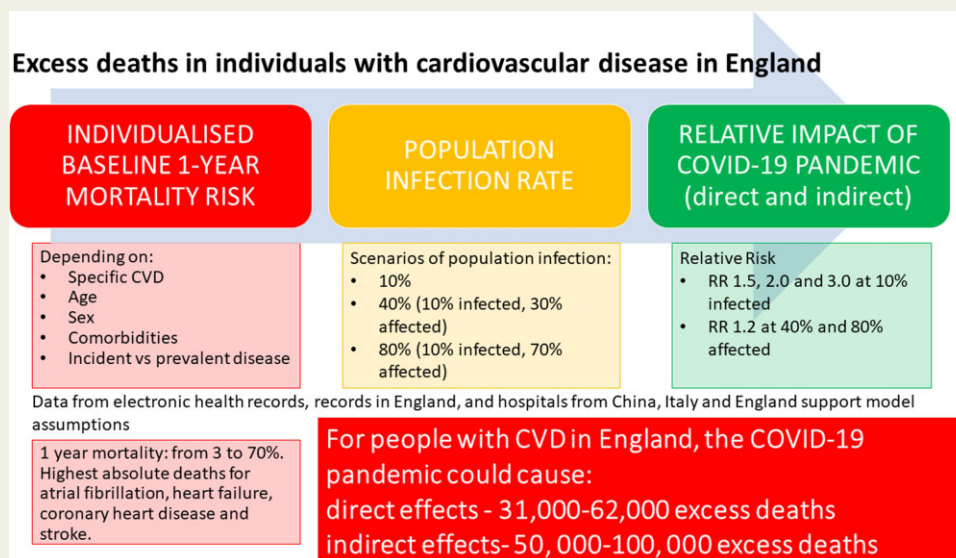 Excess deaths in individuals with cardiovascular disease in England
INDIVIDUALISED
BASELINE 1-YEAR
MORTALITY RISK
POPULATION
INFECTION RATE
RELATIVE IMPACT OF
COVID-19 PANDEMIC
(direct and indirect)
Depending on:
• Specific CVD
• Age
• Sex
• Comorbidities
• Incident vs prevalent disease
Scenarios of population infection:
• 10%
• 40% (10% infected, 30%
affected)
• 80% (10% infected, 70%
affected)
Relative Risk
• RR 1.5, 2.0 and 3.0 at 10%
infected
• RR 1.2 at 40% and 80%
affected
Data from electronic health records, records in England, and hospitals from China, Italy and England support model
assumptions
1 year mortality: from 3 to 70%.
Highest absolute deaths for
atrial fibrillation, heart failure,
coronary heart disease and
stroke.
For people with CVD in England, the COVID-19
pandemic could cause:
direct effects - 31,000-62,000 excess deaths
indirect effects- 50, 000-100, 000 excess deaths